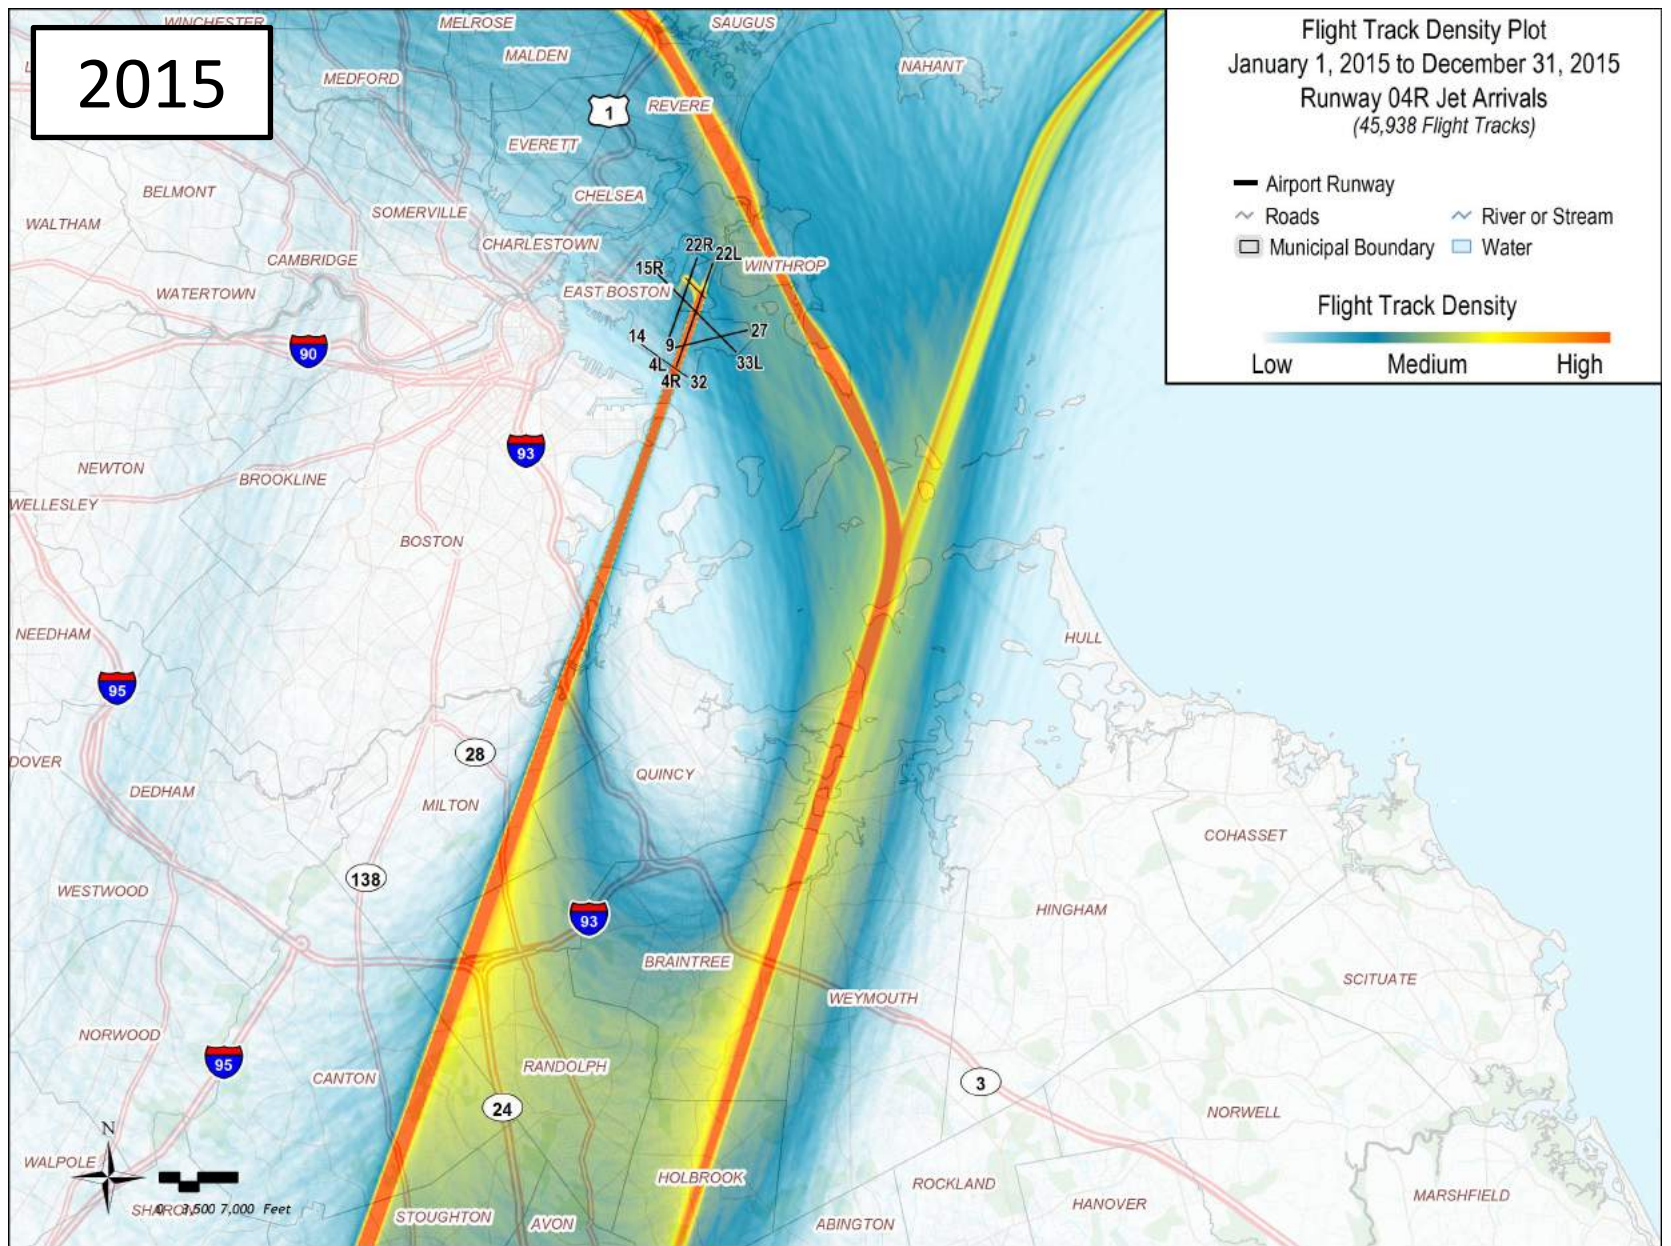 2015
WINCHESTER
MELROSE
SAUGUS
MALDEN
MEDFORD
NAHANT
REVERE
1
EVERETT
BELMONT
CHELSEA
SOMERVILLE
WALTHAM
CHARLESTOWN
CAMBRIDGE
22R
22L
15R
WINTHROP
WATERTOWN
EAST BOSTON
14
9
27
90
4L
33L
4R
32
93
NEWTON
BROOKLINE
WELLESLEY
BOSTON
NEEDHAM
HULL
95
28
DOVER
QUINCY
DEDHAM
MILTON
COHASSET
138
WESTWOOD
93
HINGHAM
BRAINTREE
SCITUATE
WEYMOUTH
NORWOOD
95
RANDOLPH
CANTON
3
24
NORWELL
N
WALPOLE
HOLBROOK
ROCKLAND
MARSHFIELD
HANOVER
SHARON
0 3,500 7,000 Feet
STOUGHTON
AVON
ABINGTON
Flight Track Density Plot
January 1, 2015 to December 31, 2015
Runway 04R Jet Arrivals
(45,938 Flight Tracks)
Airport Runway
Roads
River or Stream
Municipal Boundary
Water
Flight Track Density
Low Medium High